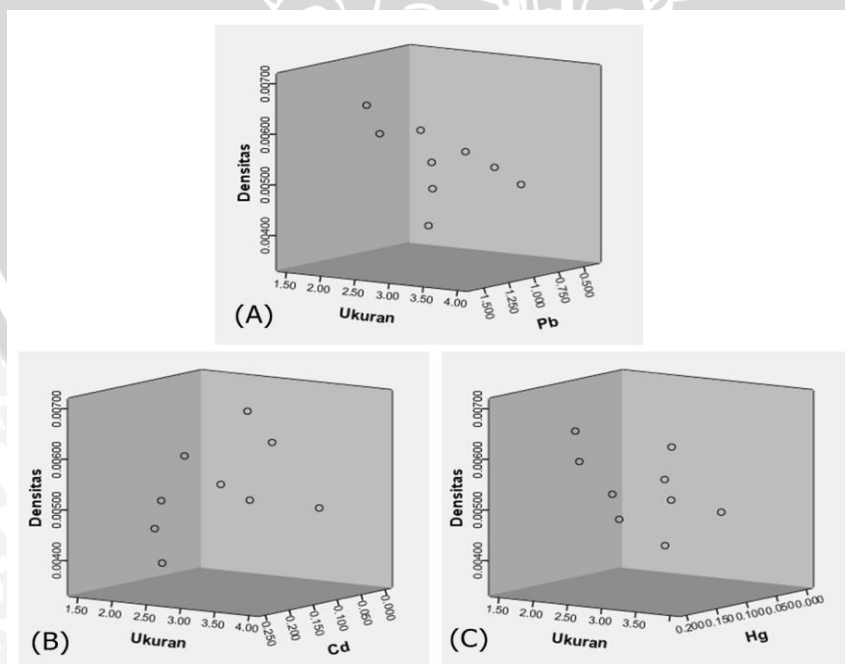 0.00700
0.00600
0.00500
0.00400
Densitas
1.50 2.00 2.50 3.00 3.50 4.00
Ukuran
1.500 1.250 1.000 0.750 0.500
Pb
(A)
0.00700
0.00600
0.00500
0.00400
Densitas
1.50 2.00 2.50 3.00 3.50 4.00
Ukuran
0.250 0.200 0.150 0.100 0.050 0.000
Cd
(B)
0.00700
0.00600
0.00500
0.00400
Densitas
1.50 2.00 2.50 3.00 3.50 4.
Ukuran
0.200 0.150 0.100 0.050 0.000
Hg
(C)